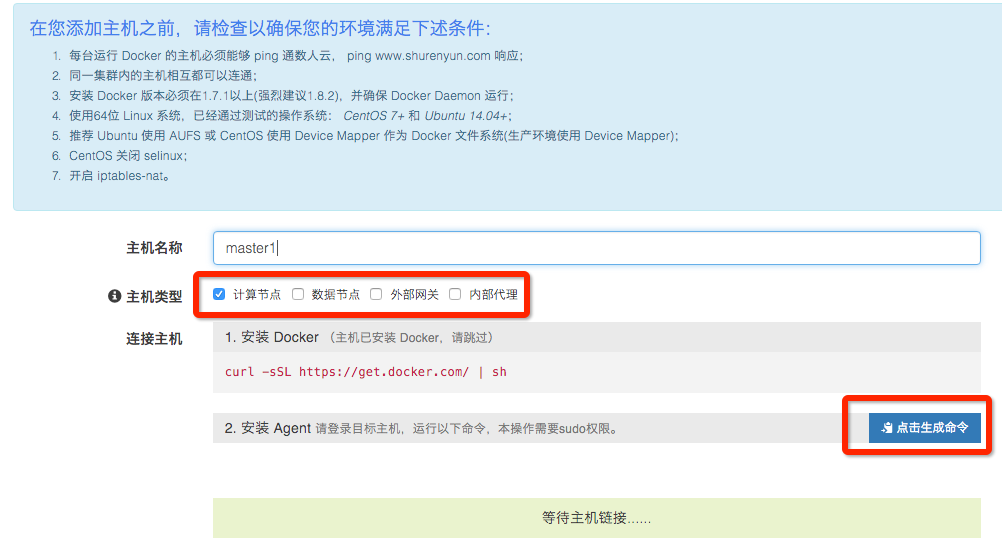 在您添加主机之前，请检查以确保您的环境满足下述条件：
1. 每台运行 Docker 的主机必须能够 ping 通数人云， ping www.shurenyun.com 响应；
2. 同一集群内的主机相互都可以连通；
3. 安装 Docker 版本必须在1.7.1以上(强烈建议1.8.2)，并确保 Docker Daemon 运行；
4. 使用64位 Linux 系统，已经通过测试的操作系统： CentOS 7+ 和 Ubuntu 14.04+；
5. 推荐 Ubuntu 使用 AUFS 或 CentOS 使用 Device Mapper 作为 Docker 文件系统(生产环境使用 Device Mapper)；
6. CentOS 关闭 selinux；
7. 开启 iptables-nat。
主机名称 master1
主机类型 计算节点 数据节点 外部网关 内部代理
连接主机 1. 安装 Docker （主机已安装 Docker，请跳过）
curl -sSL https://get.docker.com/ | sh
2. 安装 Agent 请登录目标主机，运行以下命令，本操作需要sudo权限。 点击生成命令
等待主机链接......